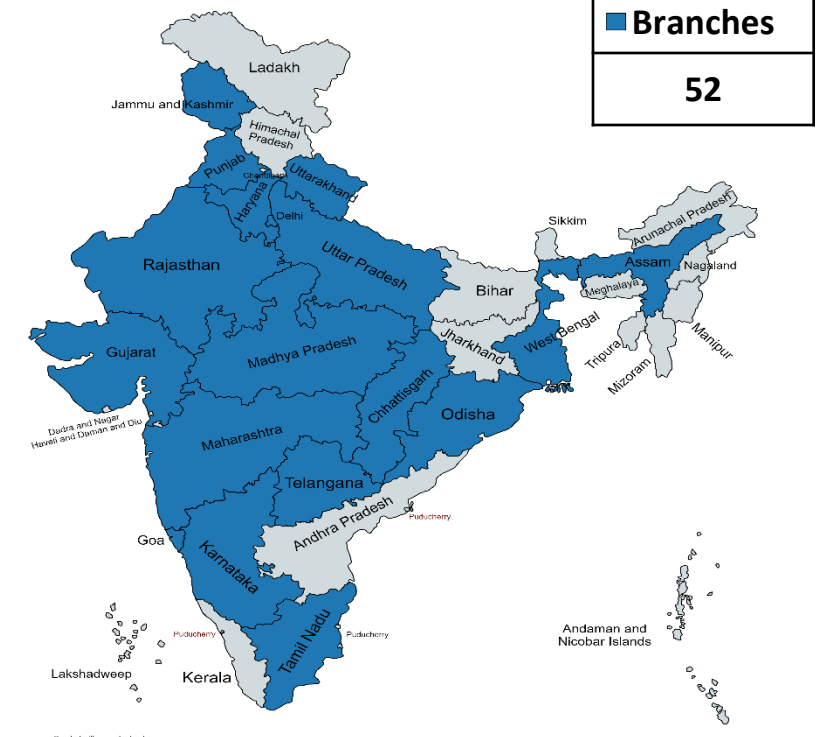 Branches
52
Ladakh
Jammu and Kashmir
Himachal
Pradesh
Punjab
Chandigarh
Uttarakhand
Haryana
Delhi
Sikkim
Arunachal Pradesh
Rajasthan
Uttar Pradesh
Assam
Nagaland
Bihar
Meghalaya
Gujarat
Madhya Pradesh
Jharkhand
West Bengal
Tripura
Mizoram
Manipur
Chhattisgarh
Odisha
Dadra and Nagar
Haveli and Daman and Diu
Maharashtra
Telangana
Andhra Pradesh
Puducherry
Goa
Karnataka
Puducherry
Tamil Nadu
Puducherry
Andaman and
Nicobar Islands
Lakshadweep
Kerala